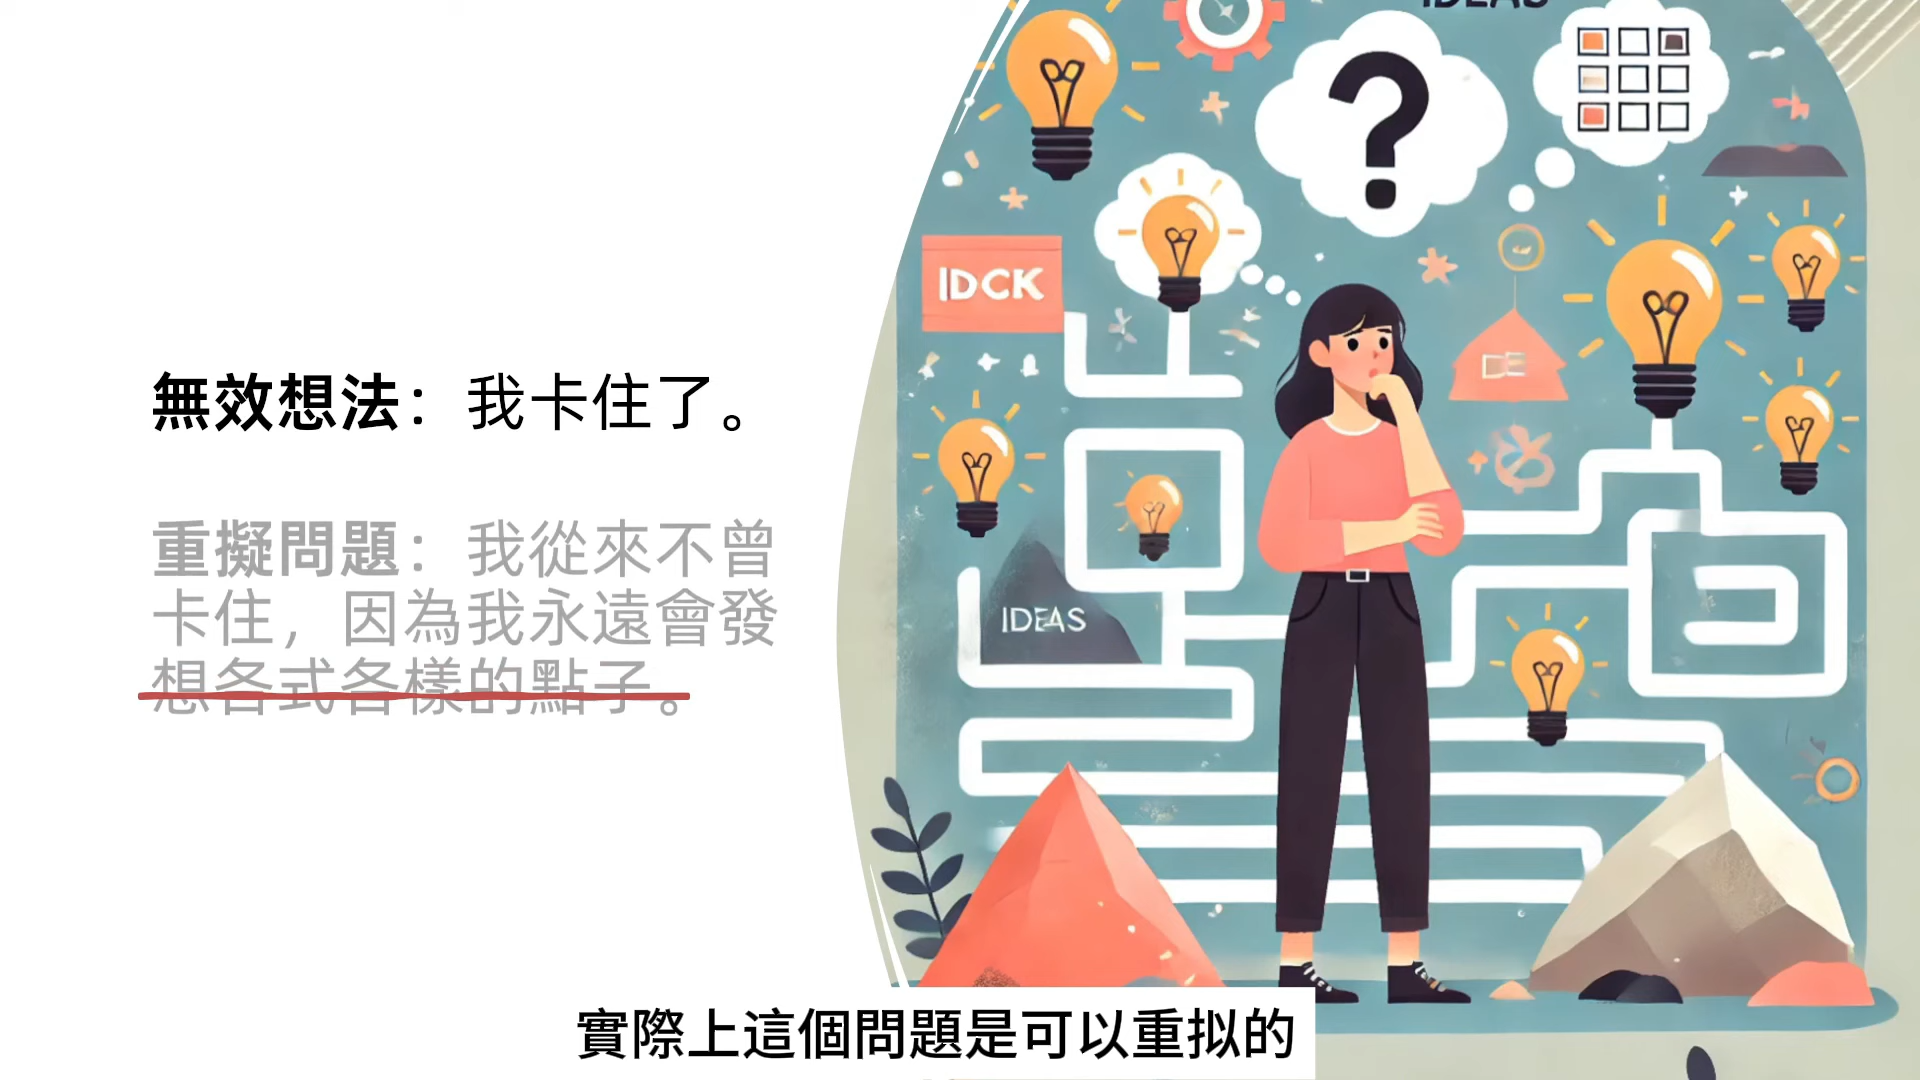 無效想法：我卡住了。
重擬問題：我從來不曾
卡住，因為我永遠會發
想各式各樣的點子。
IDEAS
IDCK
IDEAS
實際上這個問題是可以重拟的